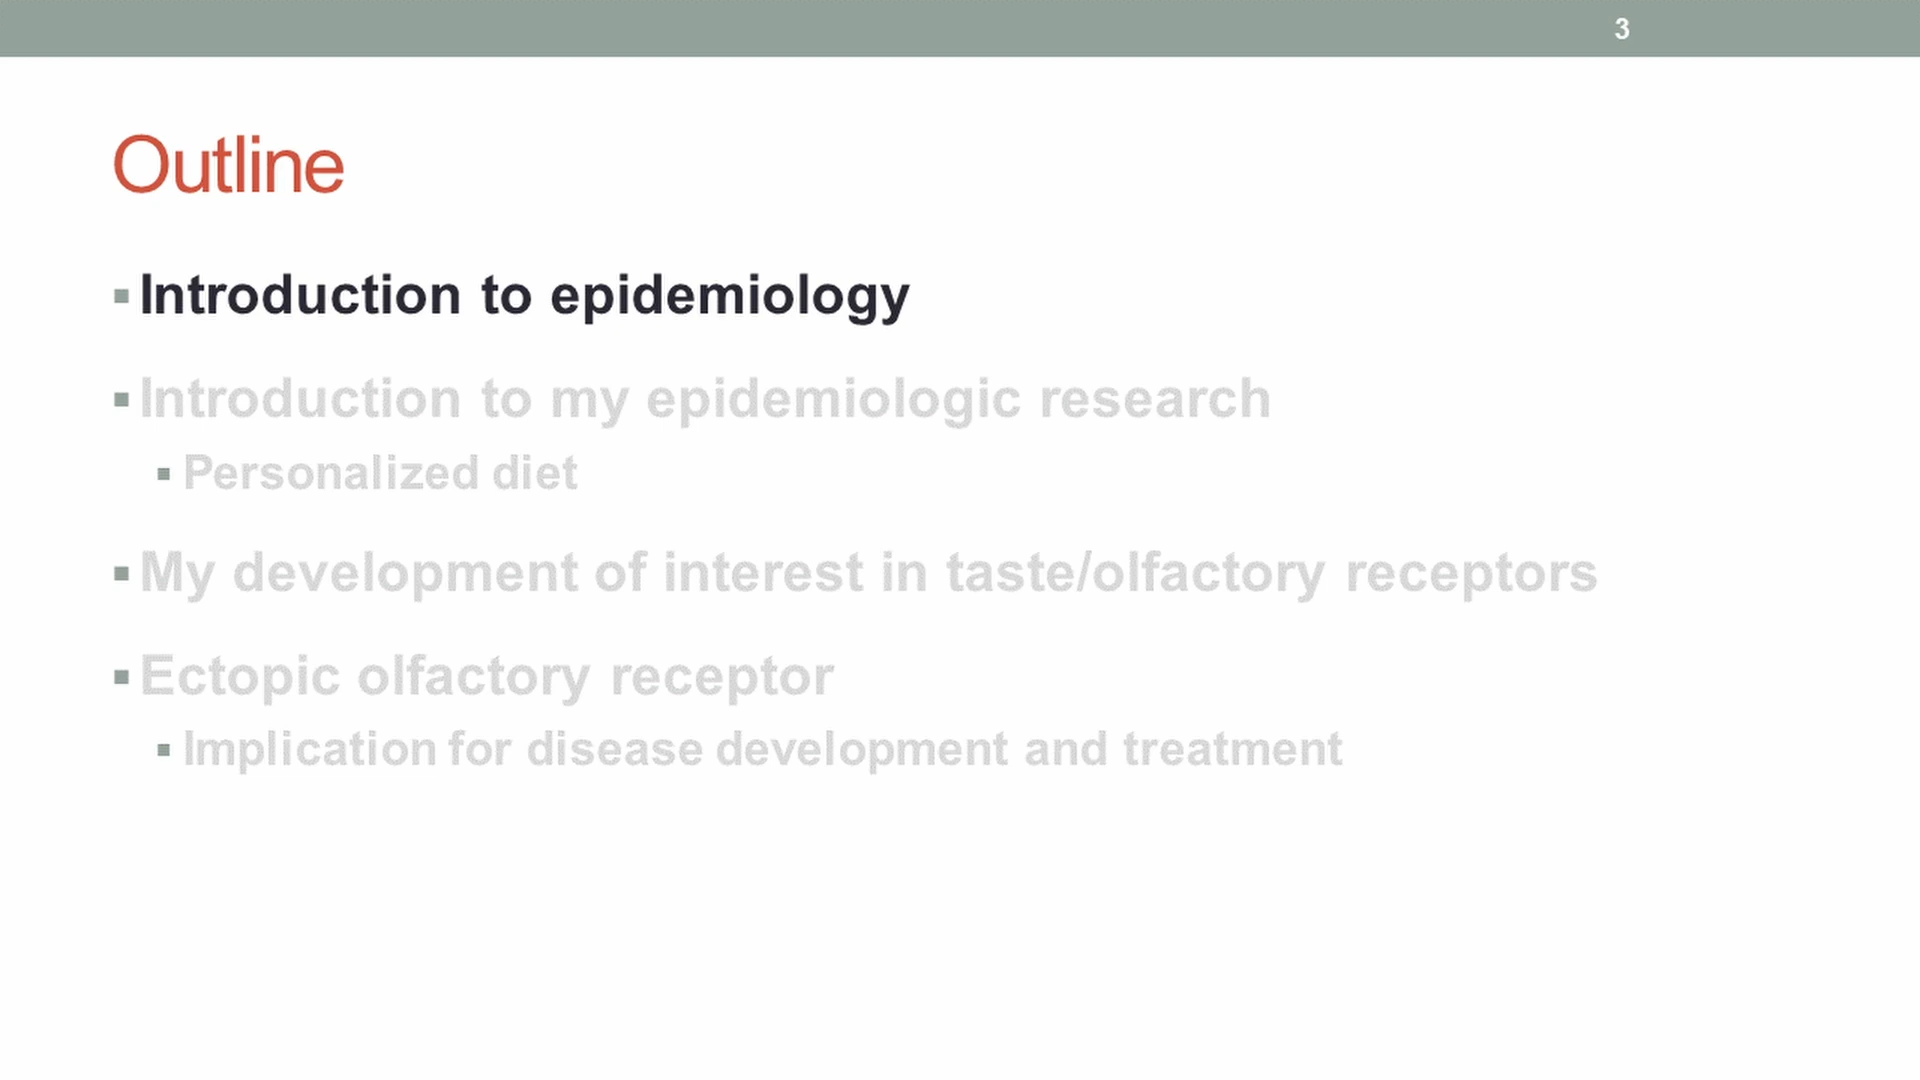 3
Outline
▪ Introduction to epidemiology
▪ Introduction to my epidemiologic research
▪ Personalized diet
▪ My development of interest in taste/olfactory receptors
▪ Ectopic olfactory receptor
▪ Implication for disease development and treatment